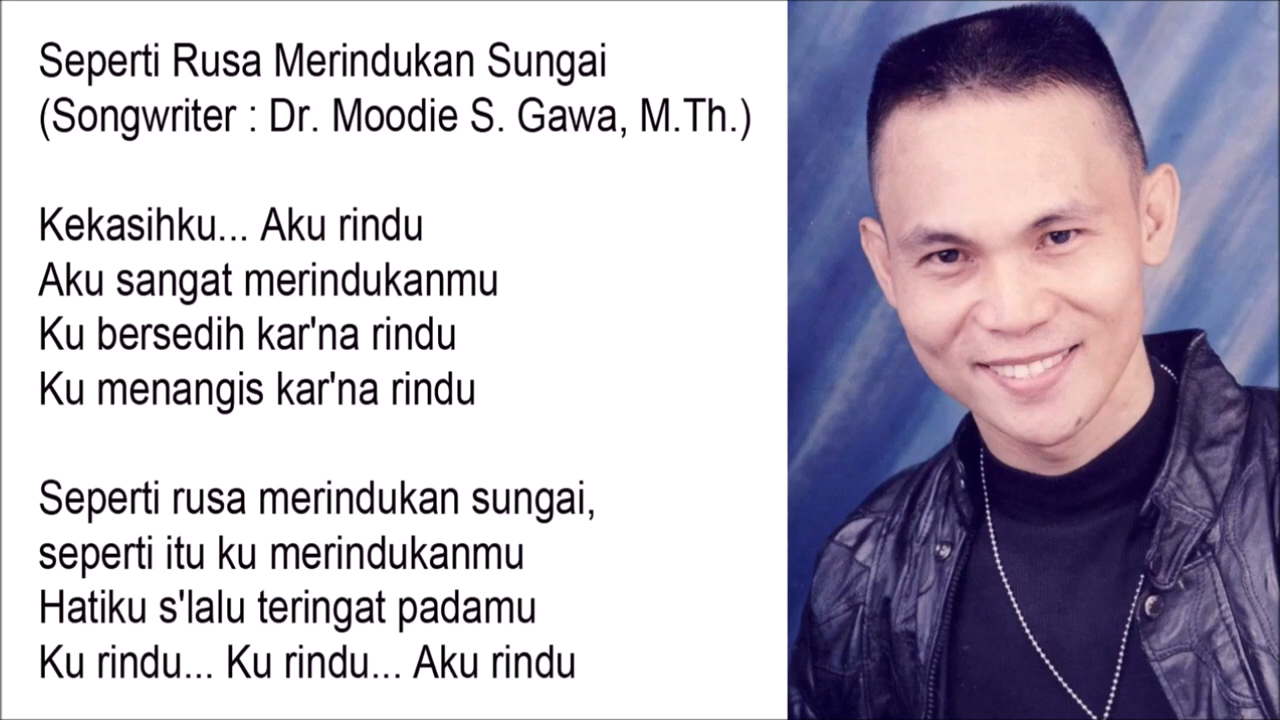 Seperti Rusa Merindukan Sungai
(Songwriter : Dr. Moodie S. Gawa, M.Th.)
Kekasihku... Aku rindu
Aku sangat merindukanmu
Ku bersedih kar'na rindu
Ku menangis kar'na rindu
Seperti rusa merindukan sungai,
seperti itu ku merindukanmu
Hatiku s'lalu teringat padamu
Ku rindu... Ku rindu... Aku rindu